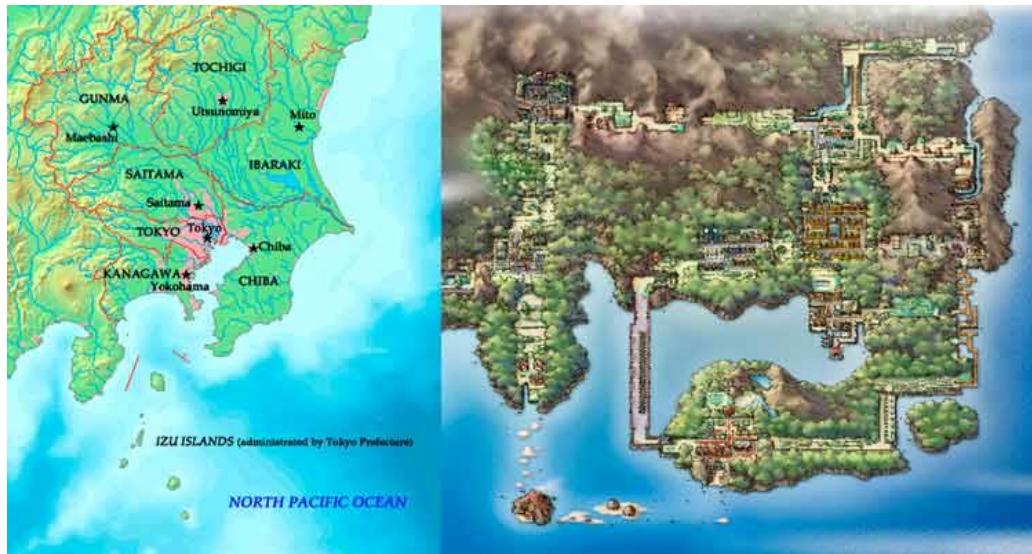 TOCHIGI
GUNMA
Utsunomiya
Mito
Maebashi
IBARAKI
SAITAMA
Saitama
TOKYO
Tokyo
Chiba
KANAGAWA
CHIBA
Yokohama
IZU ISLANDS (administrated by Tokyo Prefecture)
NORTH PACIFIC OCEAN